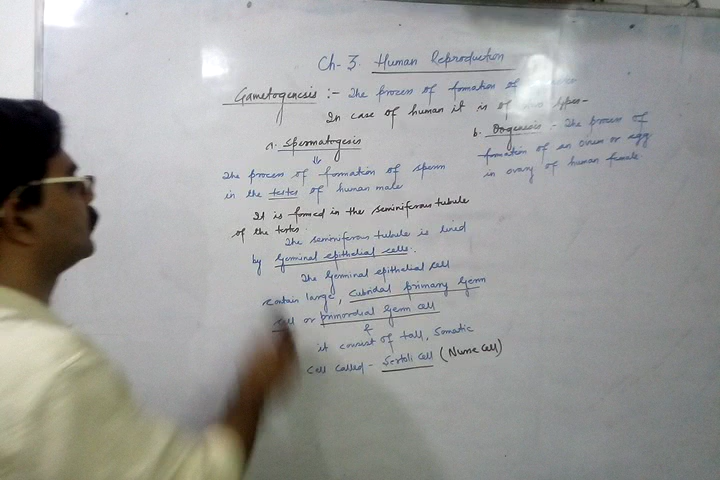 Ch-3. Human Reproduction
Gametogenesis :- The process of formation of
In case of human it is of types-
a. Spermatogesis
The process of formation of sperm
in the testes of human male
It is formed in the seminiferous tubule
of the testes.
The seminiferous tubule is lined
by Germinal epithelial cells.
The Germinal epithelial cell
contain large, Cubridal primary Germ
cell or primordial Germ cell
&
it consist of tall, Somatic
cell called - Sertoli cell (Nurse cell)
b. Oogenesis - The process of
formation of an ovum or egg
in ovary of human female.